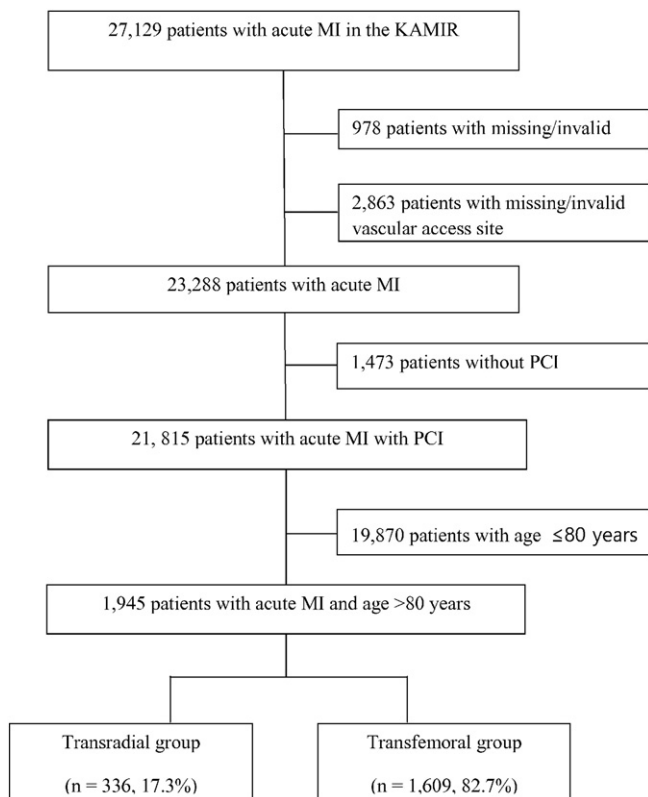 27,129 patients with acute MI in the KAMIR
978 patients with missing/invalid
2,863 patients with missing/invalid
vascular access site
23,288 patients with acute MI
1,473 patients without PCI
21, 815 patients with acute MI with PCI
19,870 patients with age ≤80 years
1,945 patients with acute MI and age >80 years
Transradial group
(n = 336, 17.3%)
Transfemoral group
(n = 1,609, 82.7%)